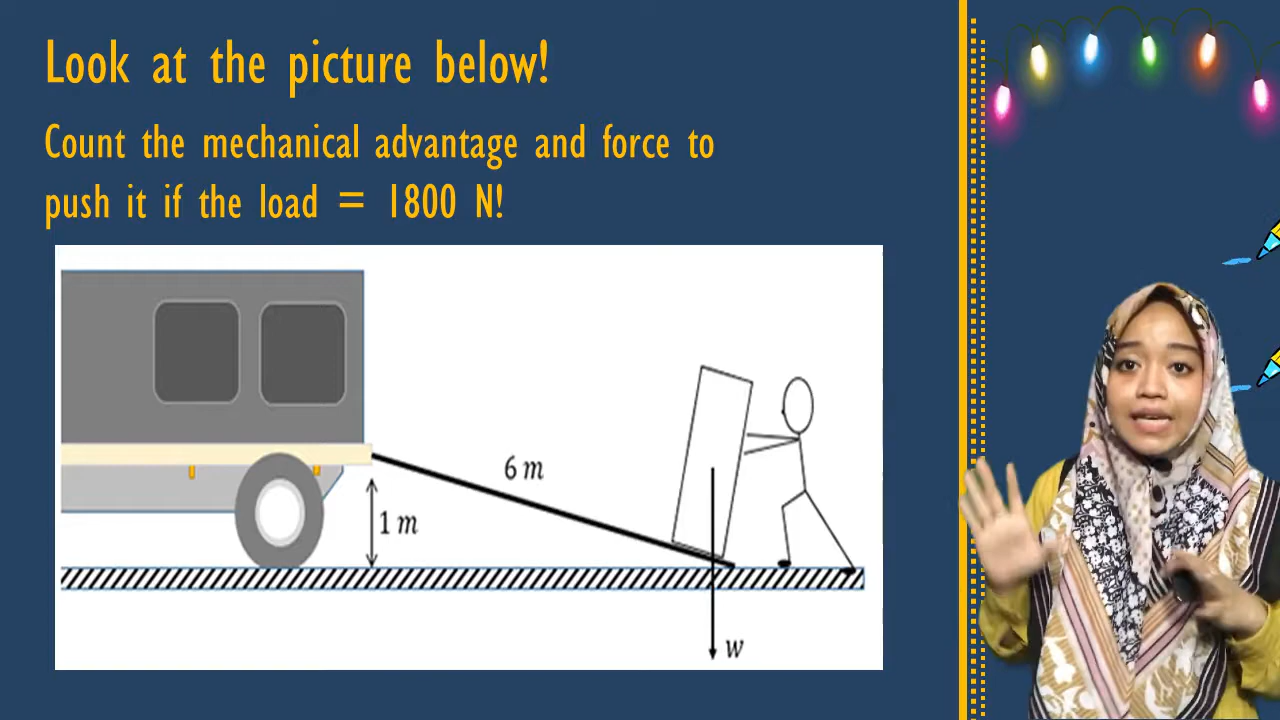 Look at the picture below!
Count the mechanical advantage and force to
push it if the load = 1800 N!
6 m
1 m
w